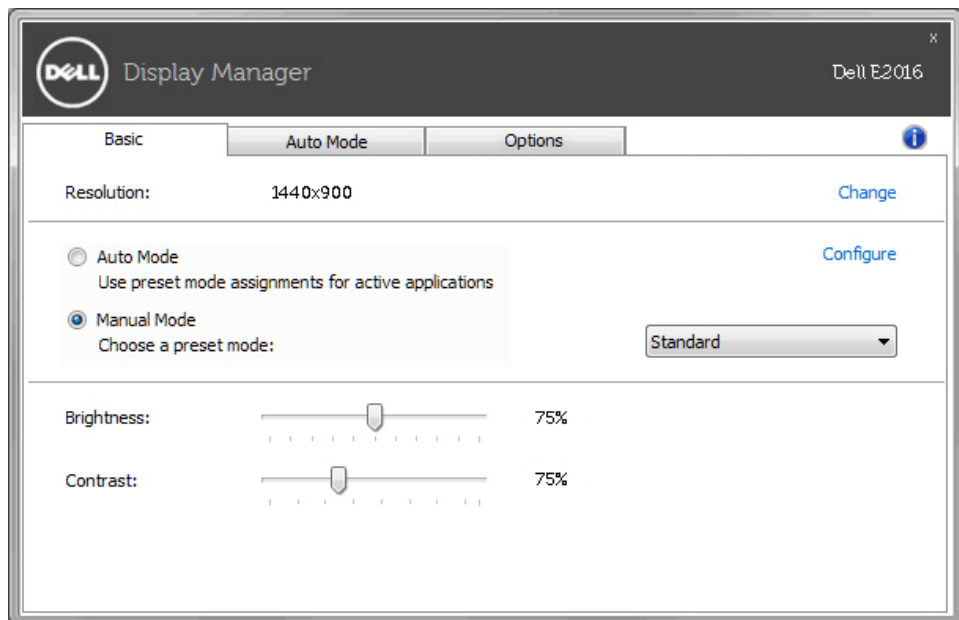 x
DELL Display Manager Dell E2016
Basic Auto Mode Options i
Resolution: 1440x900 Change
Auto Mode Configure
Use preset mode assignments for active applications
Manual Mode
Choose a preset mode: Standard
Brightness: 75%
Contrast: 75%